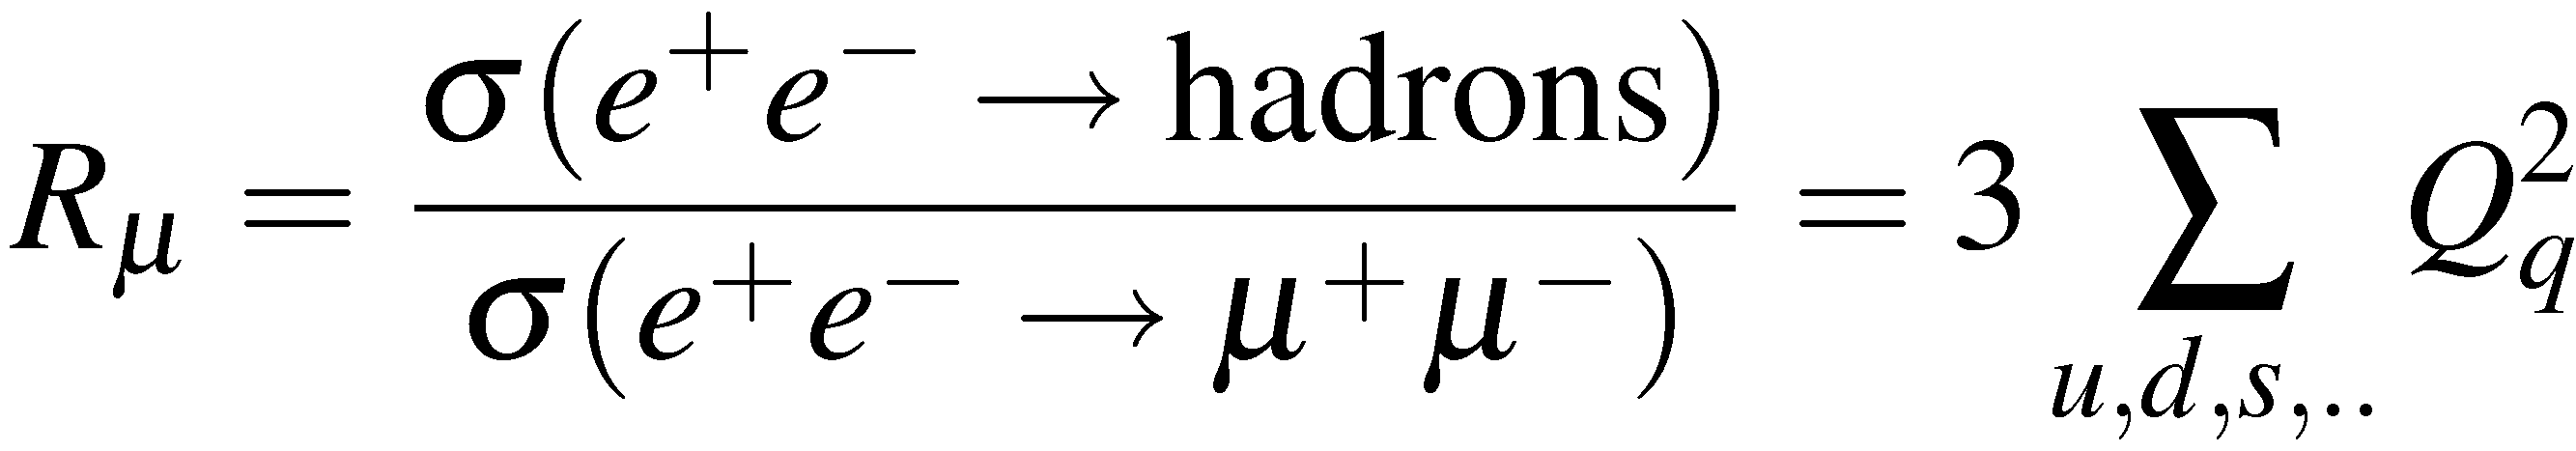 R_μ = σ(e⁺e⁻ → hadrons) / σ(e⁺e⁻ → μ⁺μ⁻) = 3 ∑_{u,d,s,..} Q_q^2